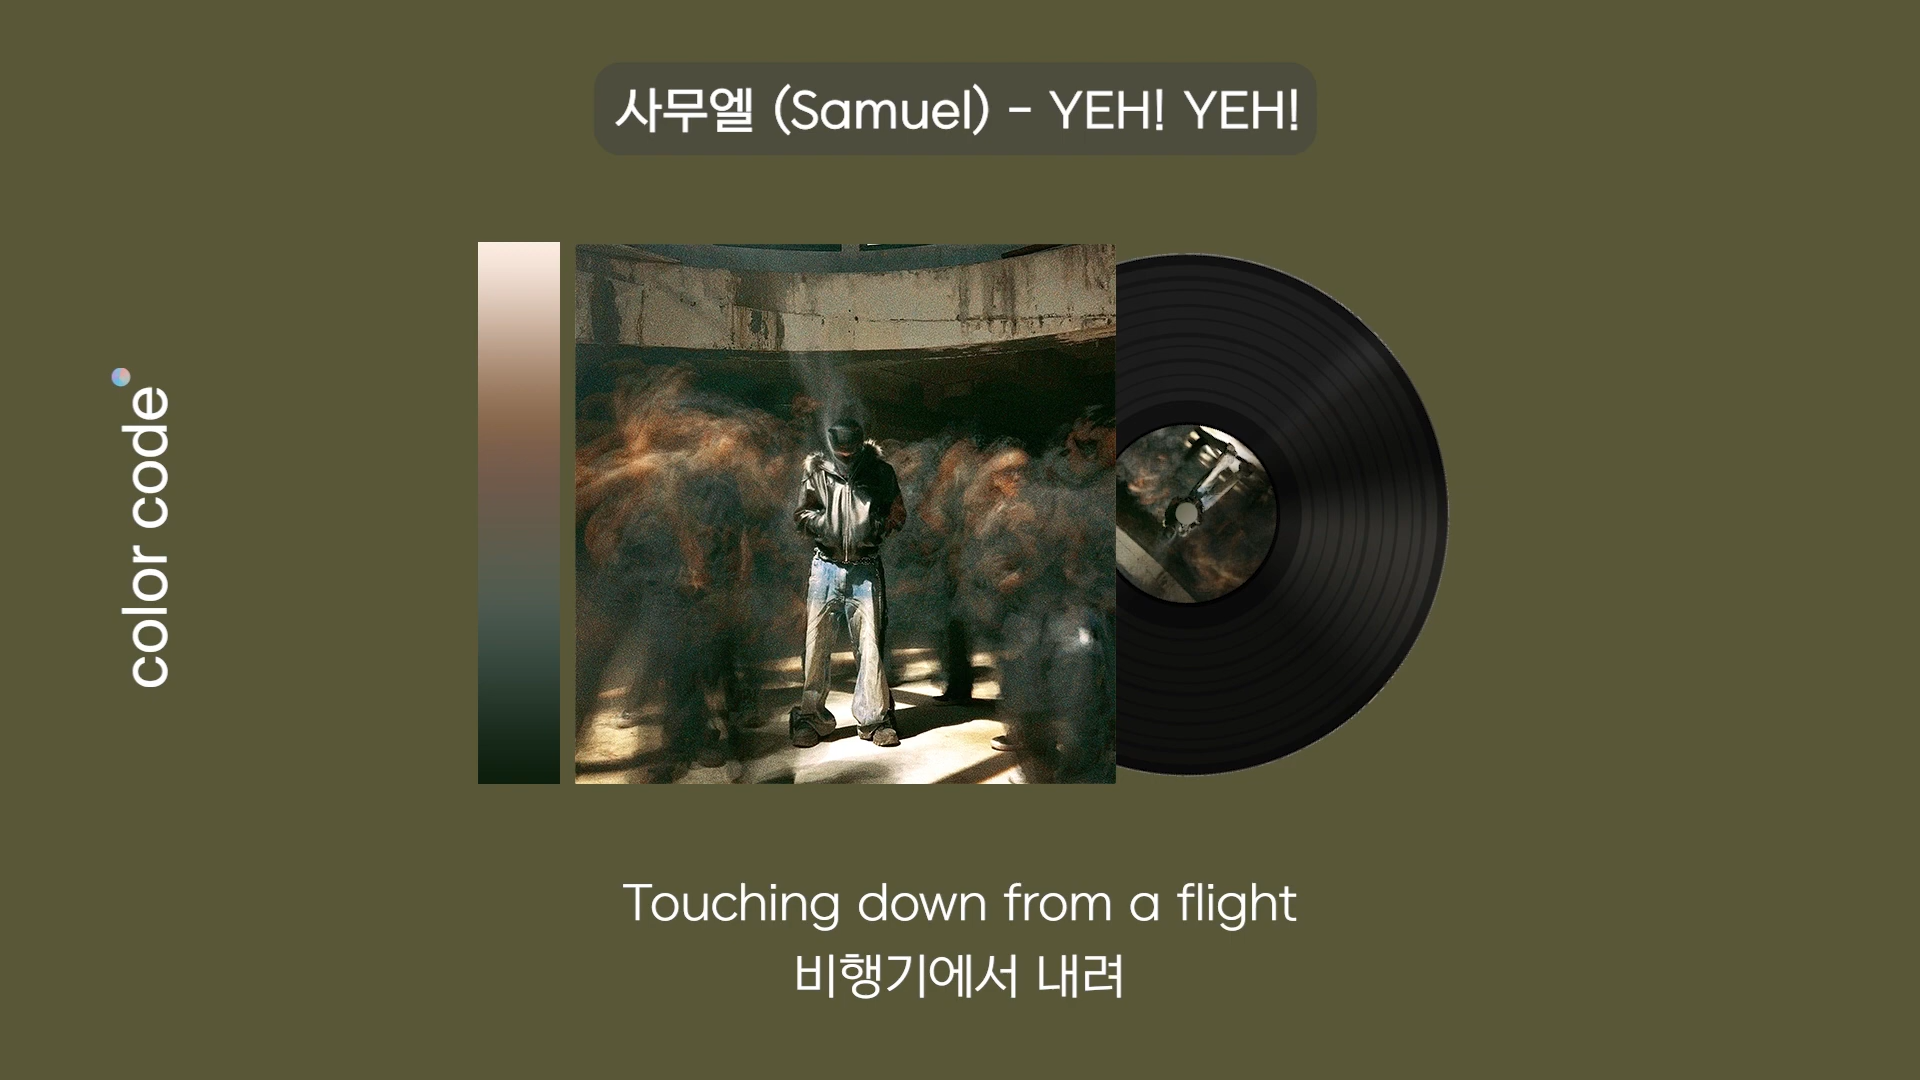 사무엘 (Samuel) - YEH! YEH!
color code
Touching down from a flight
비행기에서 내려